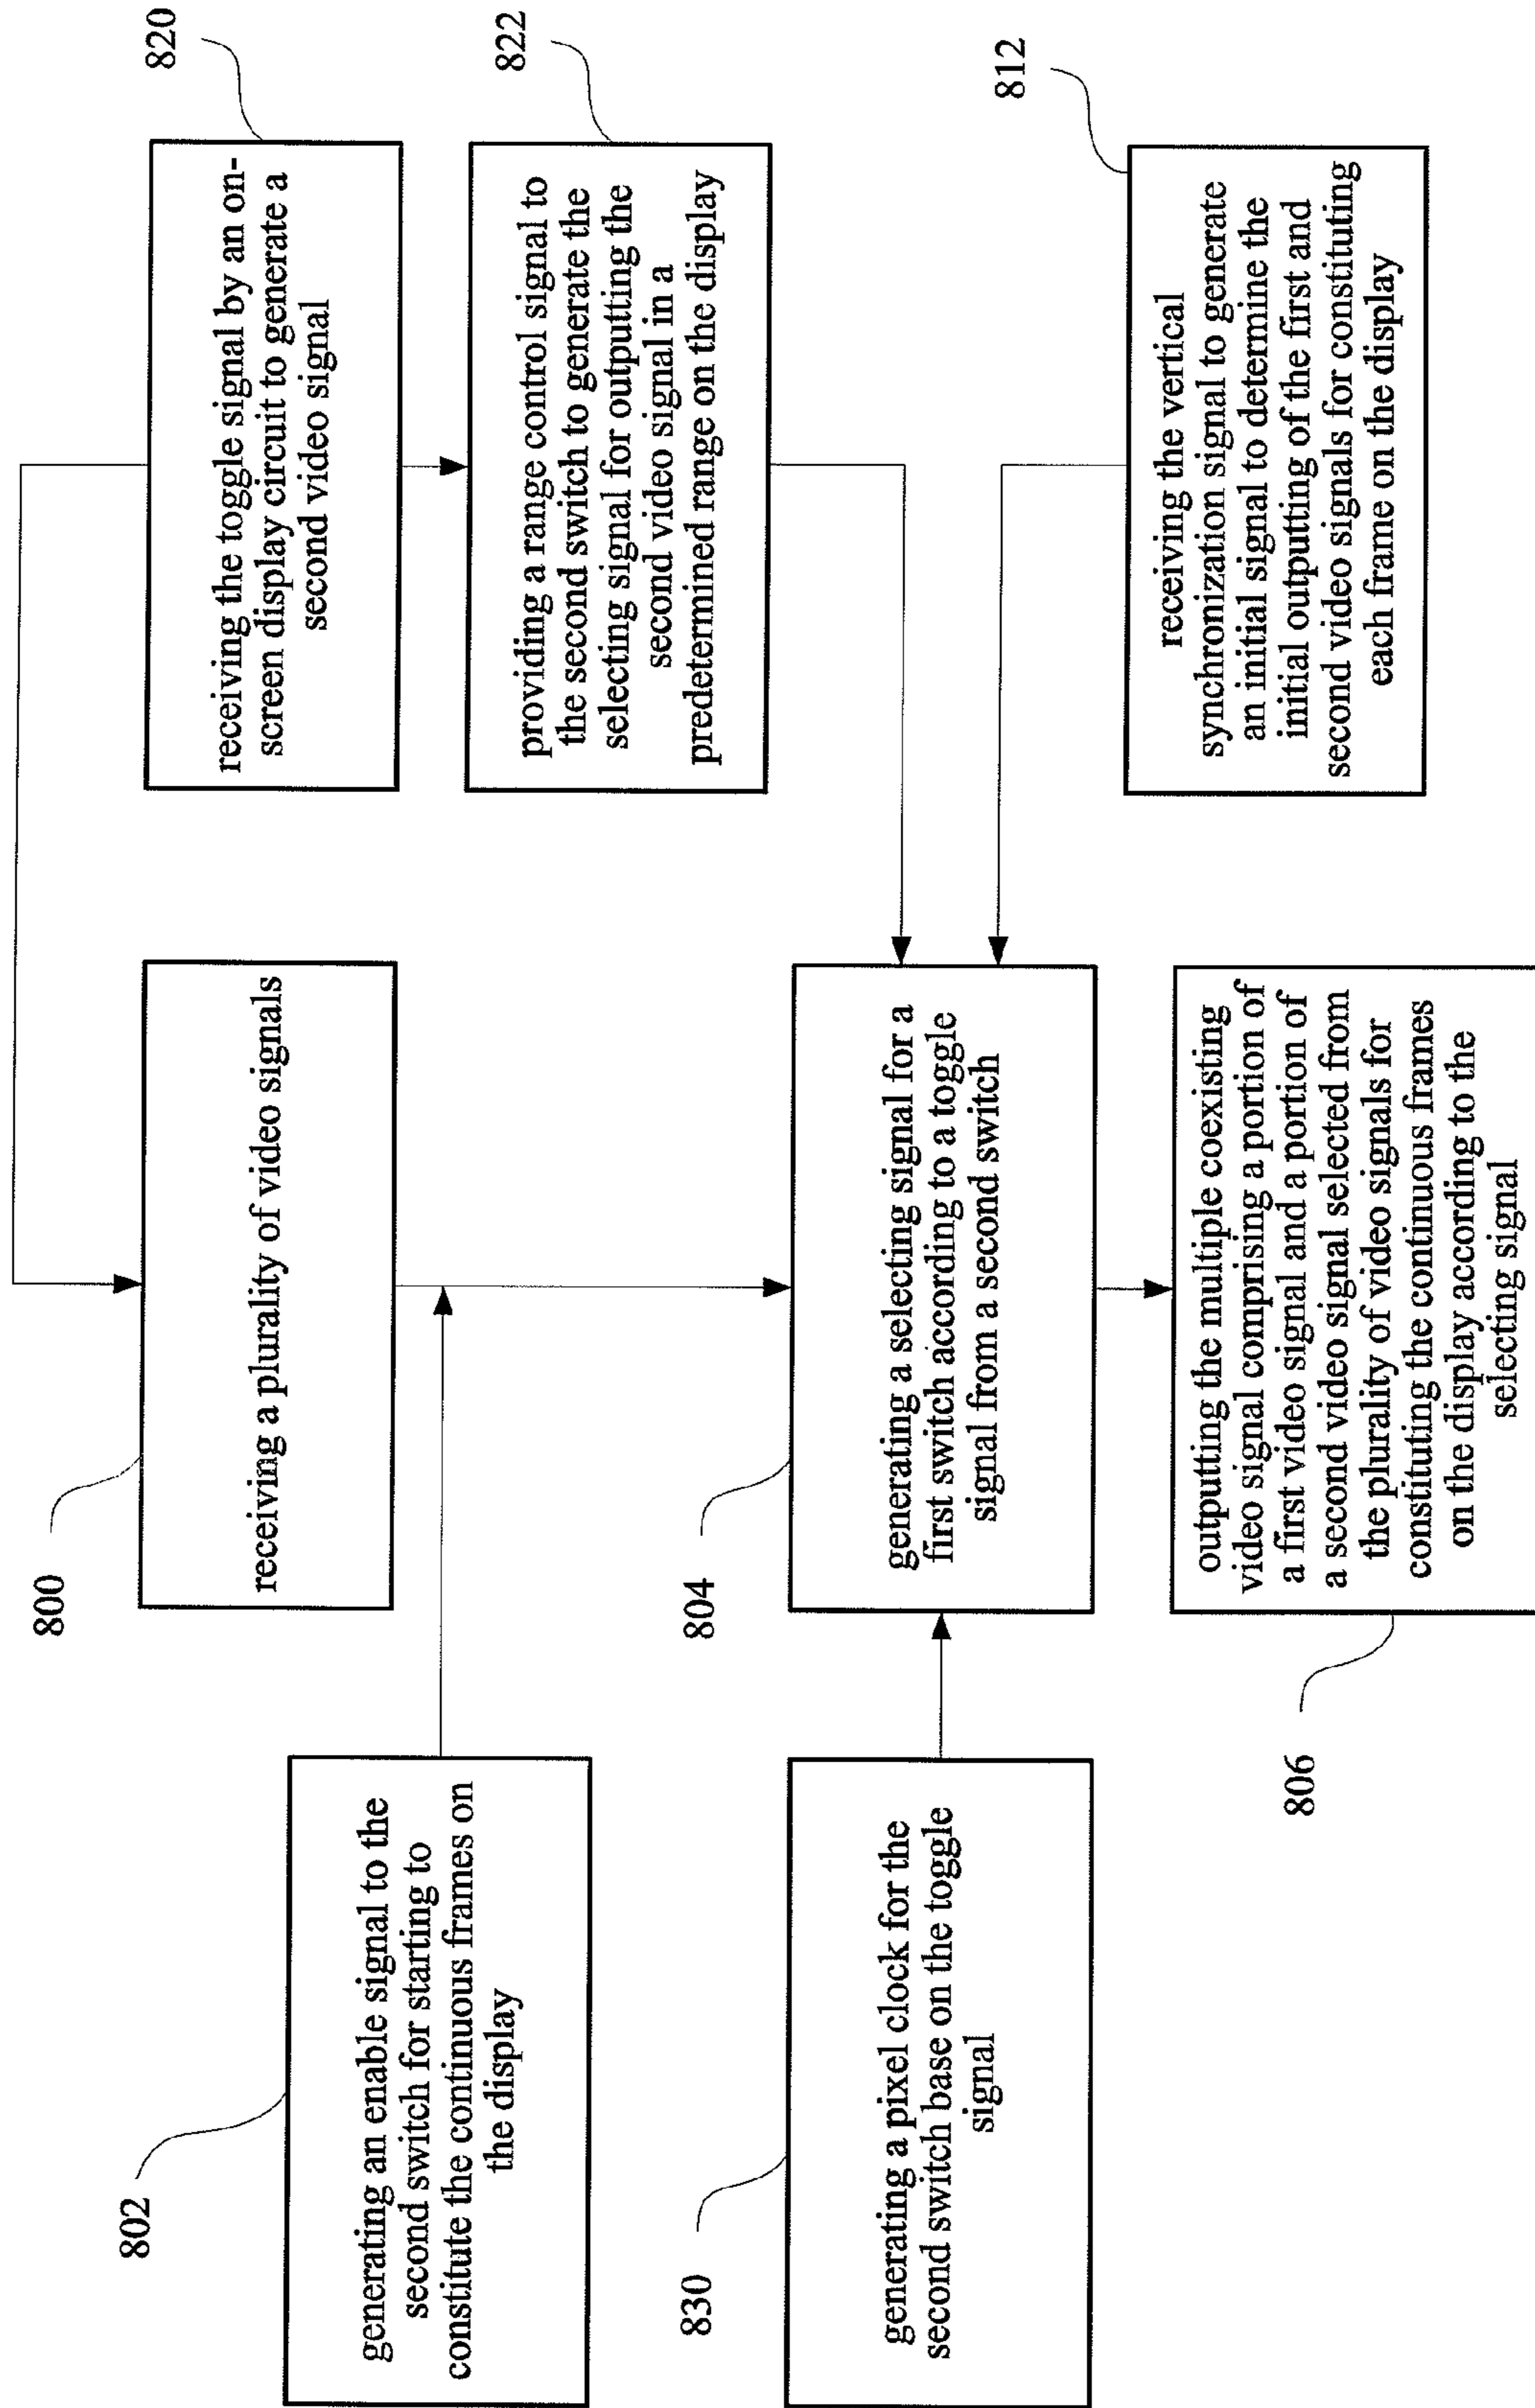 800
receiving a plurality of video signals
820
receiving the toggle signal by an on-
screen display circuit to generate a
second video signal
802
generating an enable signal to the
second switch for starting to
constitute the continuous frames on
the display
822
providing a range control signal to
the second switch to generate the
selecting signal for outputting the
second video signal in a
predetermined range on the display
830
generating a pixel clock for the
second switch base on the toggle
signal
804
generating a selecting signal for a
first switch according to a toggle
signal from a second switch
812
receiving the vertical
synchronization signal to generate
an initial signal to determine the
initial outputing of the first and
second video signals for constituting
each frame on the display
806
outputting the multiple coexisting
video signal comprising a portion of
a first video signal and a portion of
a second video signal selected from
the plurality of video signals for
constituting the continuous frames
on the display according to the
selecting signal